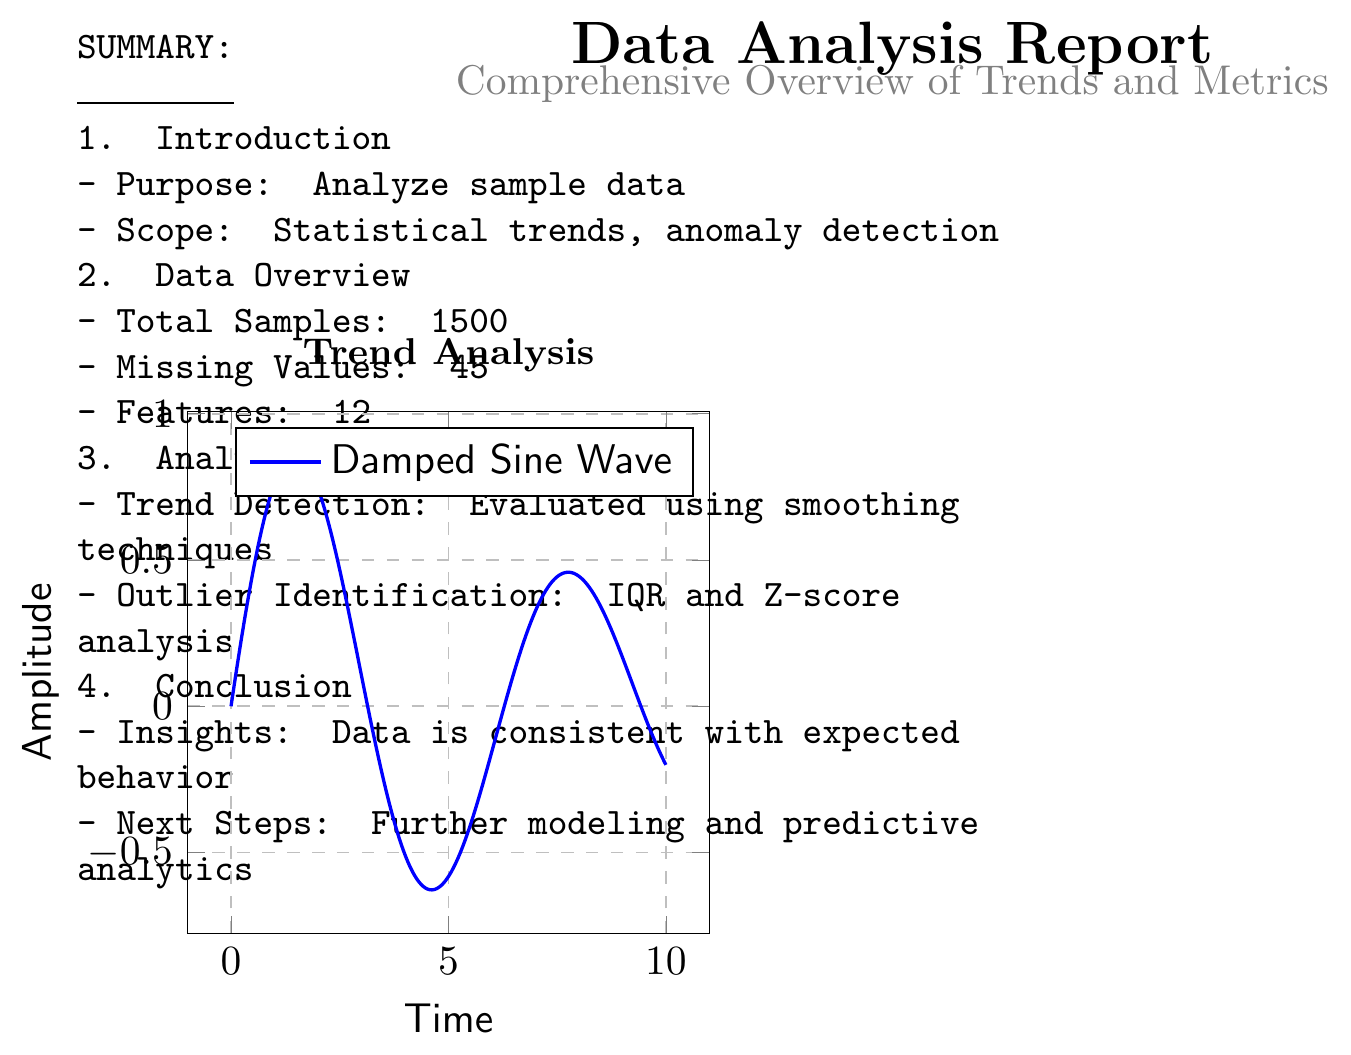 Data Analysis Report
Comprehensive Overview of Trends and Metrics
SUMMARY:
1. Introduction
- Purpose: Analyze sample data
- Scope: Statistical trends, anomaly detection
2. Data Overview
- Total Samples: 1500
- Missing Values: 45
- Features: 12
3. Anal
- Trend Detection: Evaluated using smoothing
techniques
- Outlier Identification: IQR and Z-score
analysis
4. Conclusion
- Insights: Data is consistent with expected
behavior
- Next Steps: Further modeling and predictive
analytics
Trend Analysis
Damped Sine Wave
Amplitude
1
0.5
0
−0.5
0 5 10
Time